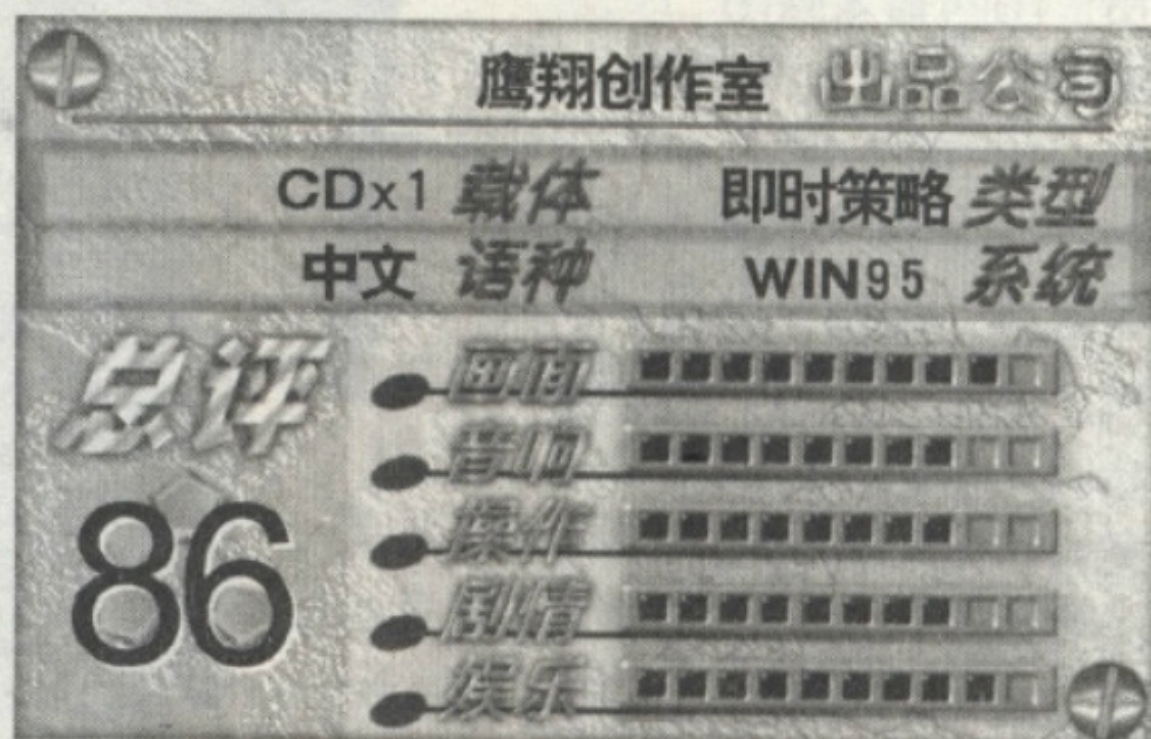 鹰翔创作室 出品公司
CDx1 载体 即时策略 类型
中文 语种 WIN95 系统
总评
86
画面
音响
操作
剧情
娱乐